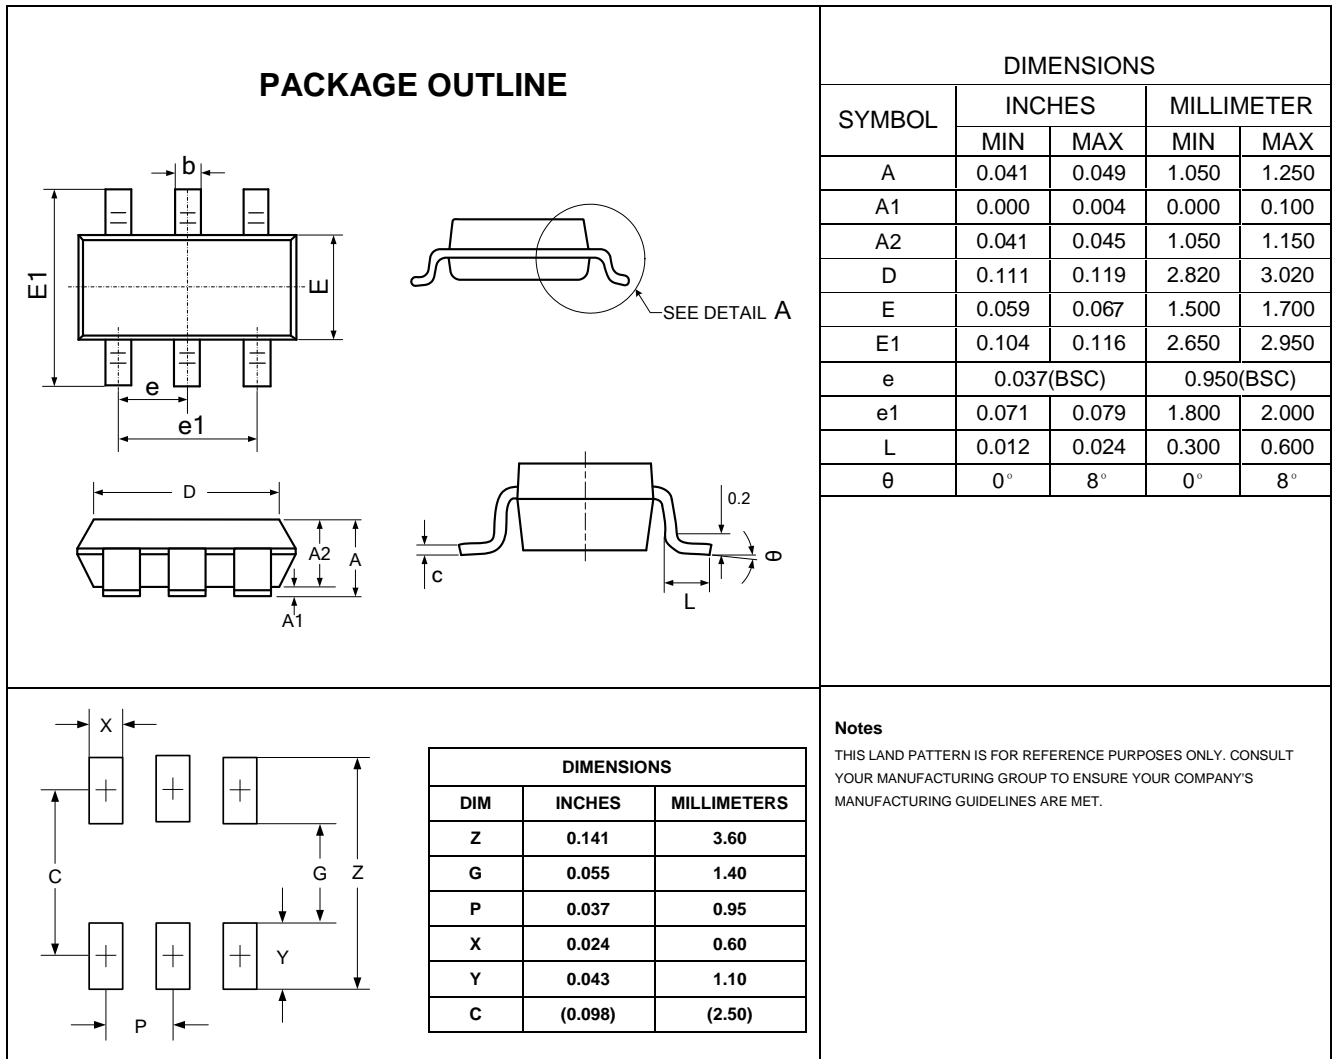 PACKAGE OUTLINE
b
E1
E
e
e1
SEE DETAIL A
D
A2
A
A1
0.2
c
θ
L
DIMENSIONS
SYMBOL INCHES MILLIMETER
MIN MAX MIN MAX
A 0.041 0.049 1.050 1.250
A1 0.000 0.004 0.000 0.100
A2 0.041 0.045 1.050 1.150
D 0.111 0.119 2.820 3.020
E 0.059 0.067 1.500 1.700
E1 0.104 0.116 2.650 2.950
e 0.037(BSC) 0.950(BSC)
e1 0.071 0.079 1.800 2.000
L 0.012 0.024 0.300 0.600
θ 0° 8° 0° 8°
X
C
G
Z
Y
P
DIMENSIONS
DIM INCHES MILLIMETERS
Z 0.141 3.60
G 0.055 1.40
P 0.037 0.95
X 0.024 0.60
Y 0.043 1.10
C (0.098) (2.50)
Notes
THIS LAND PATTERN IS FOR REFERENCE PURPOSES ONLY. CONSULT
YOUR MANUFACTURING GROUP TO ENSURE YOUR COMPANY'S
MANUFACTURING GUIDELINES ARE MET.